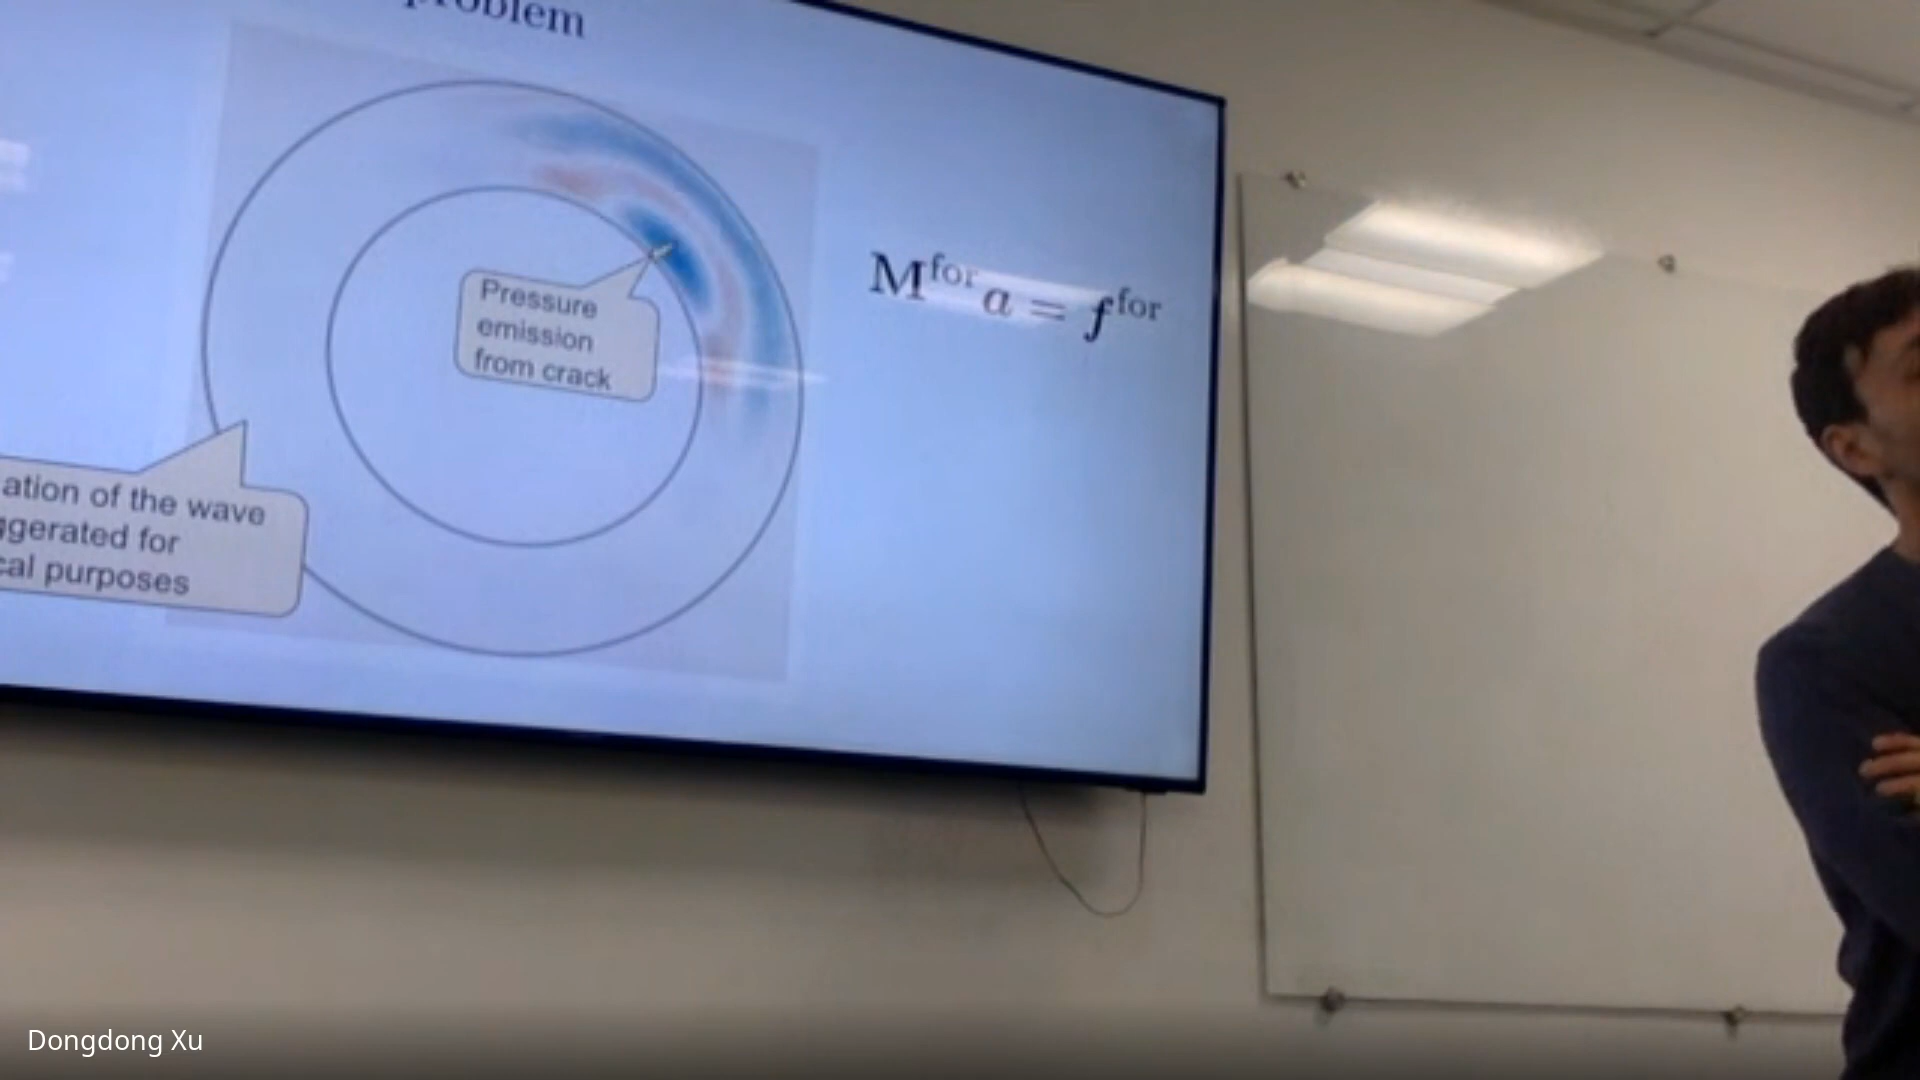 problem
Pressure
emission
from crack
M^for a = f^for
ation of the wave
ggerated for
cal purposes
Dongdong Xu